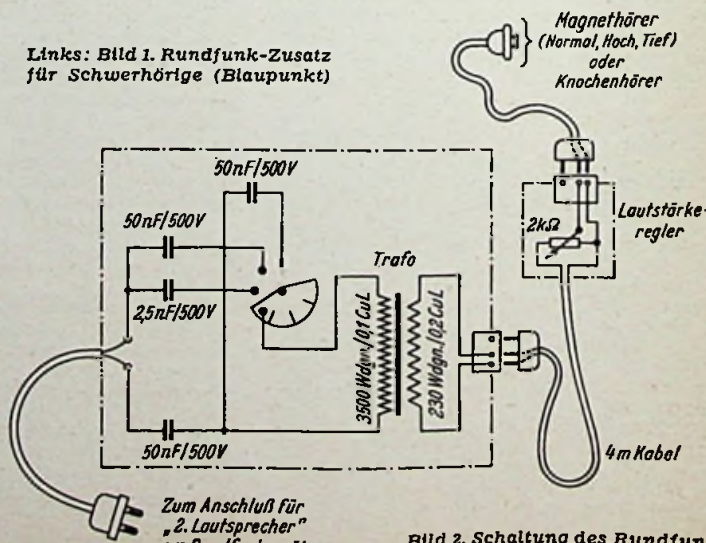 Links: Bild 1. Rundfunk-Zusatz
für Schwerhörige (Blaupunkt)
Magnethörer
(Normal, Hoch, Tief)
oder
Knochenhörer
50nF/500V
50nF/500V
2,5nF/500V
50nF/500V
Trafo
3500 Wdgn./0,1 CuL
230 Wdgn./0,2 CuL
2kΩ
Lautstärke-
regler
4m Kabel
Zum Anschluß für
„2. Lautsprecher"
Bild 2. Schaltung des Rundfun